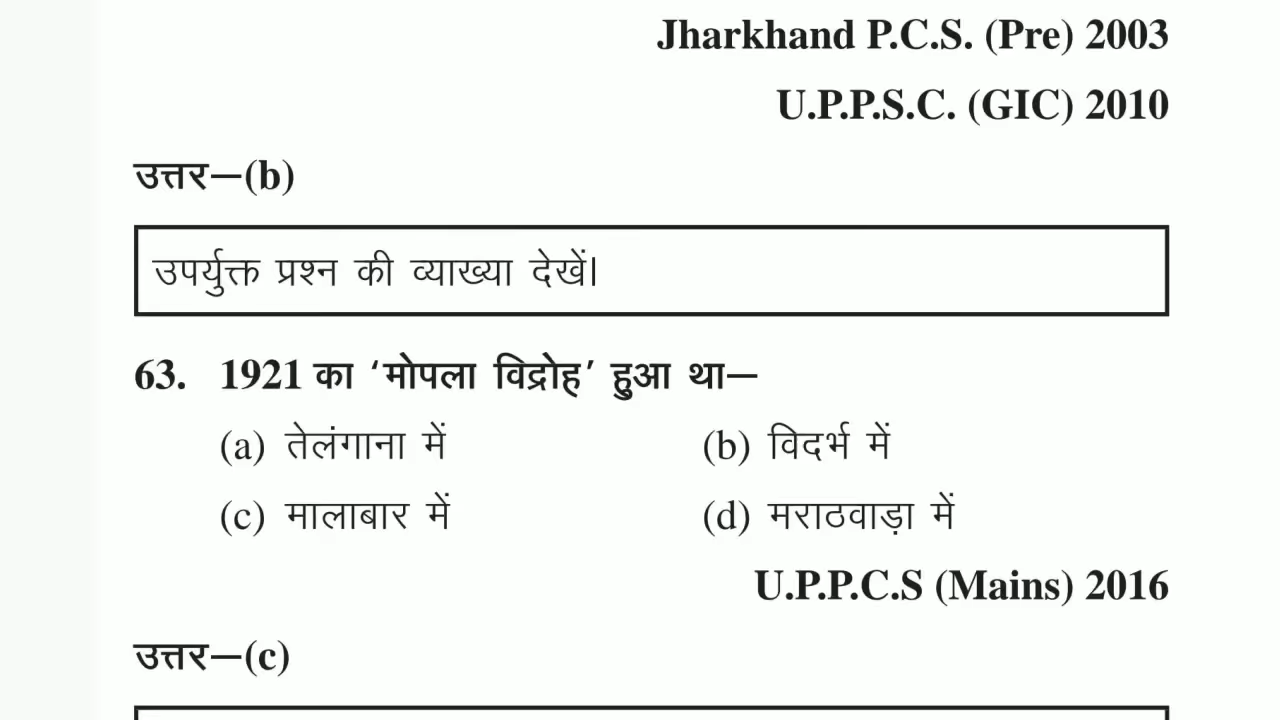 Jharkhand P.C.S. (Pre) 2003
U.P.P.S.C. (GIC) 2010
उत्तर—(b)
उपर्युक्त प्रश्न की व्याख्या देखें।
63. 1921 का ‘मोपला विद्रोह’ हुआ था—
(a) तेलंगाना में (b) विदर्भ में
(c) मालाबार में (d) मराठवाड़ा में
U.P.P.C.S (Mains) 2016
उत्तर—(c)